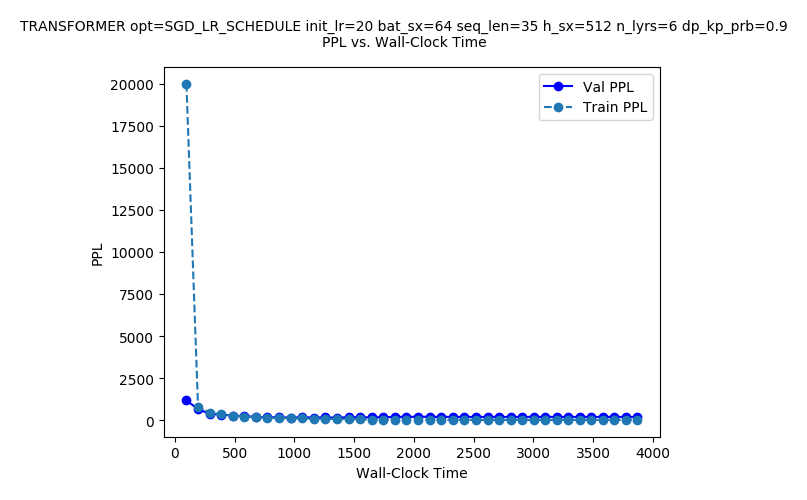 TRANSFORMER opt=SGD_LR_SCHEDULE init_lr=20 bat_sx=64 seq_len=35 h_sx=512 n_lyrs=6 dp_kp_prb=0.9
PPL vs. Wall-Clock Time
Val PPL
Train PPL
20000
17500
15000
12500
10000
7500
5000
2500
0
PPL
0 500 1000 1500 2000 2500 3000 3500 4000
Wall-Clock Time